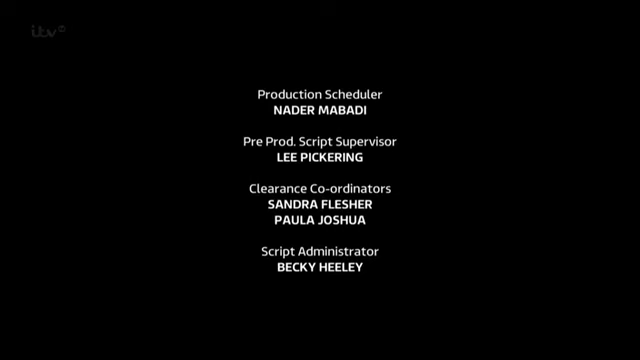 itv
Production Scheduler
NADER MABADI
Pre Prod. Script Supervisor
LEE PICKERING
Clearance Co-ordinators
SANDRA FLESHER
PAULA JOSHUA
Script Administrator
BECKY HEELEY